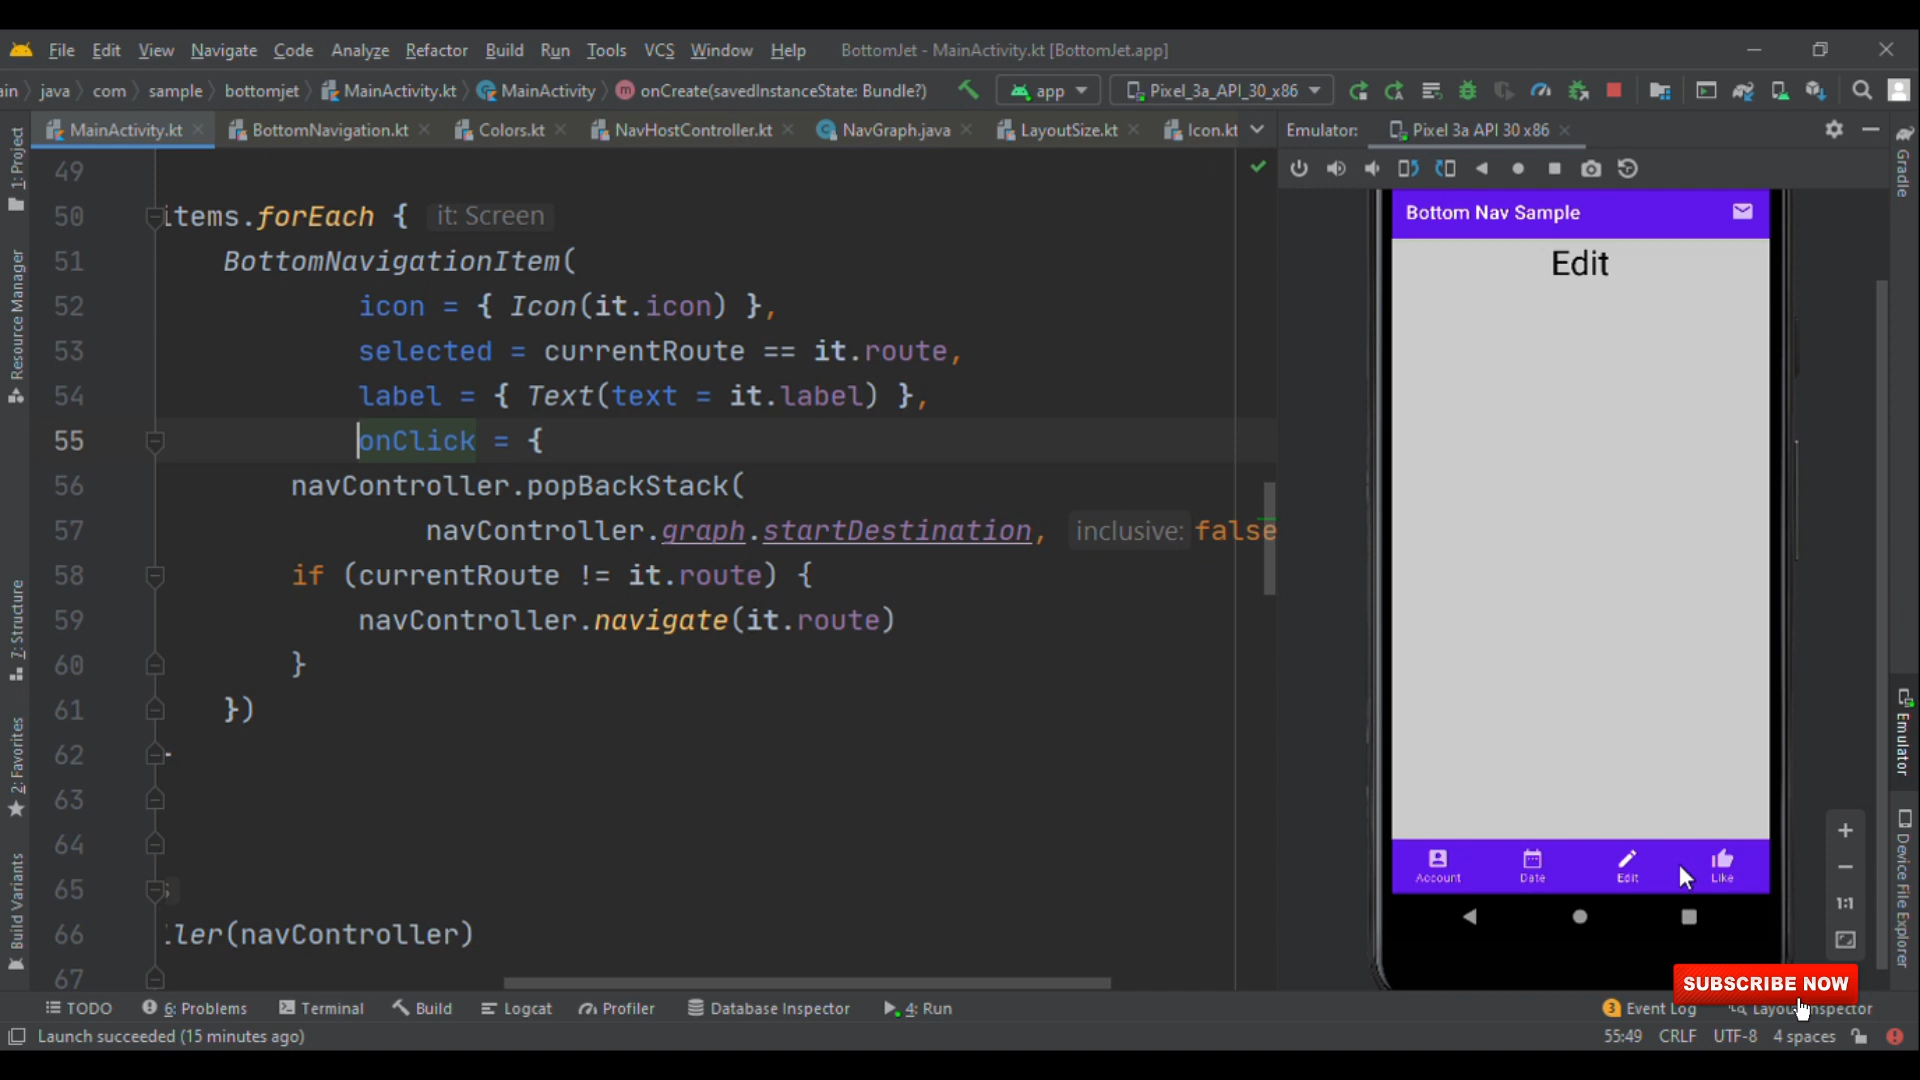 File Edit View Navigate Code Analyze Refactor Build Run Tools VCS Window Help BottomJet - MainActivity.kt [BottomJet.app]
in java com sample bottomjet MainActivity.kt MainActivity onCreate(savedInstanceState: Bundle?) app Pixel_3a_API_30_x86
MainActivity.kt BottomNavigation.kt Colors.kt NavHostController.kt NavGraph.java LayoutSize.kt Icon.kt Emulator: Pixel 3a API 30 x86
1: Project
Resource Manager
7: Structure
2: Favorites
Build Variants
49
50 items.forEach { it: Screen
51 BottomNavigationItem(
52 icon = { Icon(it.icon) },
53 selected = currentRoute == it.route,
54 label = { Text(text = it.label) },
55 onClick = {
56 navController.popBackStack(
57 navController.graph.startDestination, inclusive: false
58 if (currentRoute != it.route) {
59 navController.navigate(it.route)
60 }
61 })
62
63
64
65
66 ler(navController)
67
Bottom Nav Sample
Edit
Account Date Edit Like
1:1
Gradle
Emulator
Device File Explorer
SUBSCRIBE NOW
TODO 6: Problems Terminal Build Logcat Profiler Database Inspector 4: Run 3 Event Log Layout Inspector
Launch succeeded (15 minutes ago) 55:49 CRLF UTF-8 4 spaces